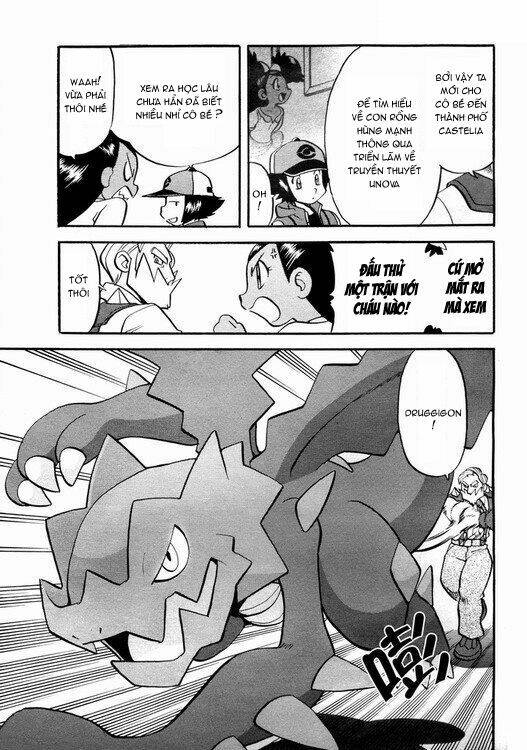 BỞI VẬY TA
MỚI CHO
CÔ BÉ ĐẾN
THÀNH PHỐ
CASTELIA
ĐỂ TÌM HIỂU
VỀ CON RỒNG
HÙNG MẠNH
THÔNG QUA
TRIỂN LÃM VỀ
TRUYỀN THUYẾT
UNOVA
OH
!
XEM RA HỌC LÂU
CHƯA HẲN ĐÃ BIẾT
NHIỀU NHỈ CÔ BÉ ?
WAAH!
VỪA PHẢI
THÔI NHÉ
CỨ MỞ
MẮT RA
MÀ XEM
ĐẤU THỬ
MỘT TRẬN VỚI
CHÁU NÀO!
TỐT
THÔI
DRUGGIGON
!